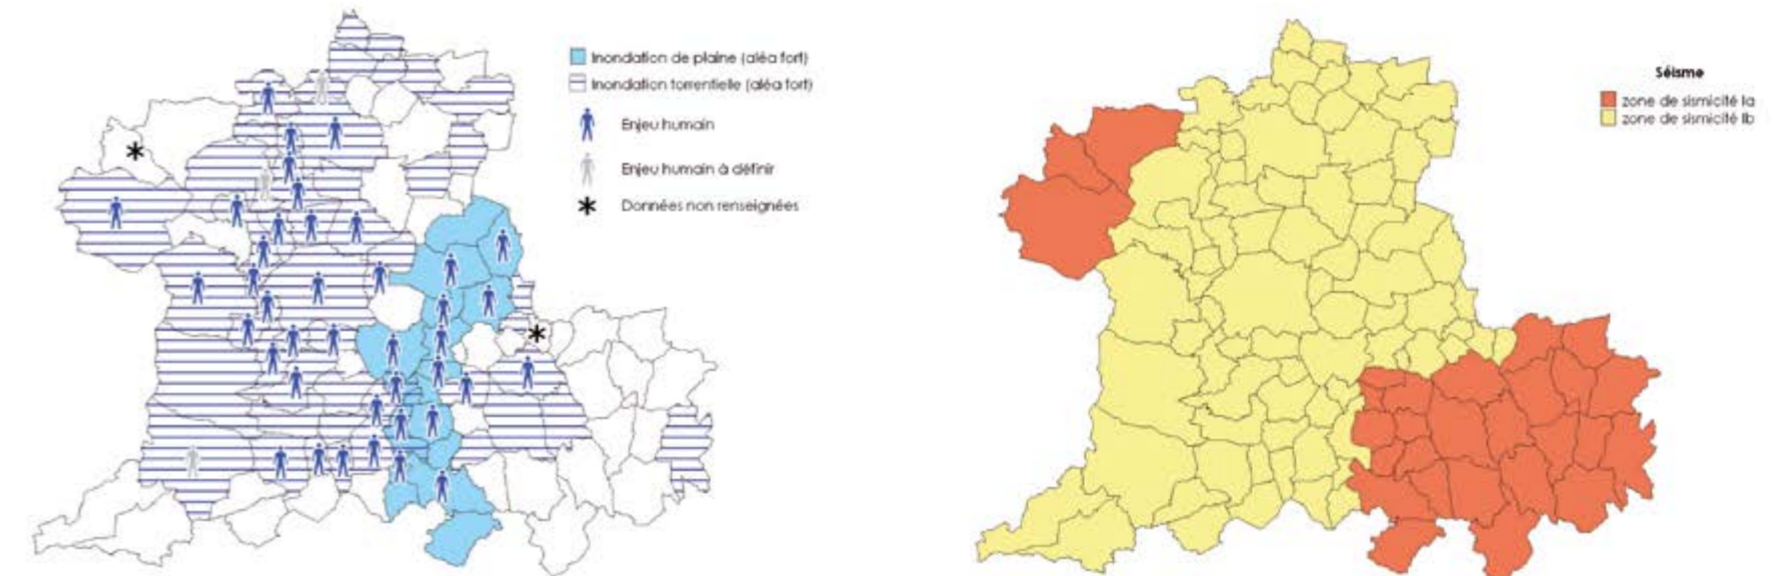 Inondation de plaine (aléa fort)
Inondation torrentielle (aléa fort)
Enjeu humain
Enjeu humain à définir
Données non renseignées
Séisme
zone de sismicité Ia
zone de sismicité IIb